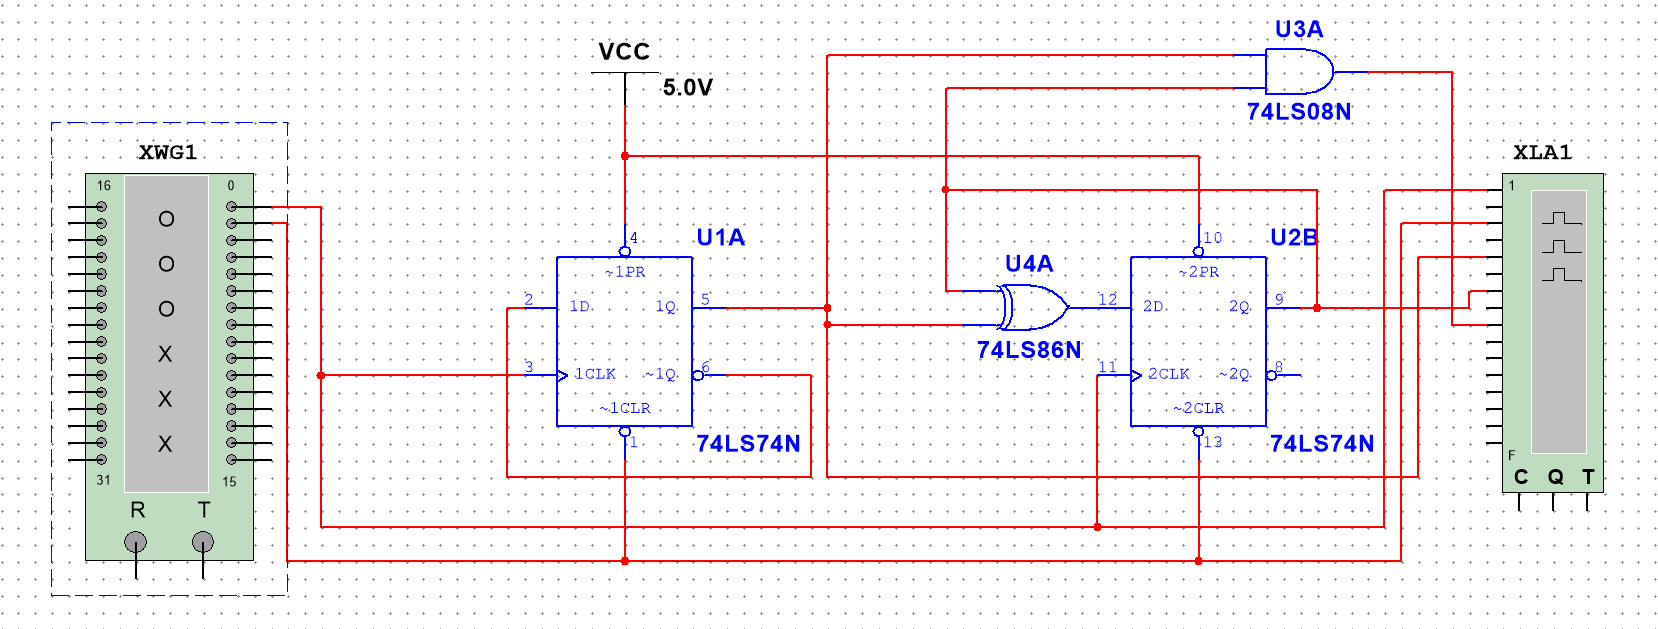 U3A
VCC
5.0V
74LS08N
XWG1
XLA1
16
0
1
O
O
O
X
X
X
31
15
R
T
4
U1A
~1PR
2
1D
1Q
5
3
1CLK
~1Q
6
~1CLR
1
74LS74N
U4A
74LS86N
10
U2B
~2PR
12
2D
2Q
9
11
2CLK
~2Q
8
~2CLR
13
74LS74N
F
C Q T